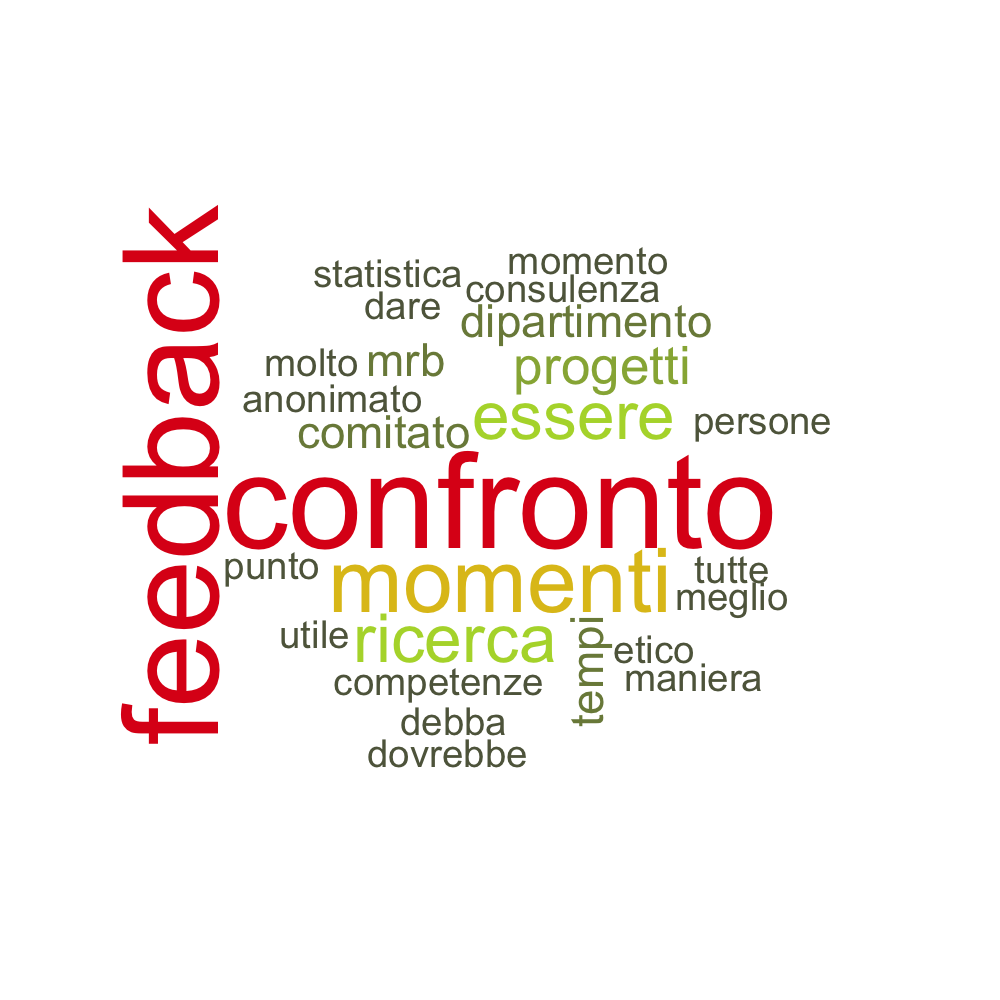 feedback
momento
statistica
consulenza
dare
dipartimento
molto
mrb
progetti
anonimato
essere
persone
comitato
confronto
punto
momenti
tutte
meglio
utile
ricerca
tempi
etico
maniera
competenze
debba
dovrebbe